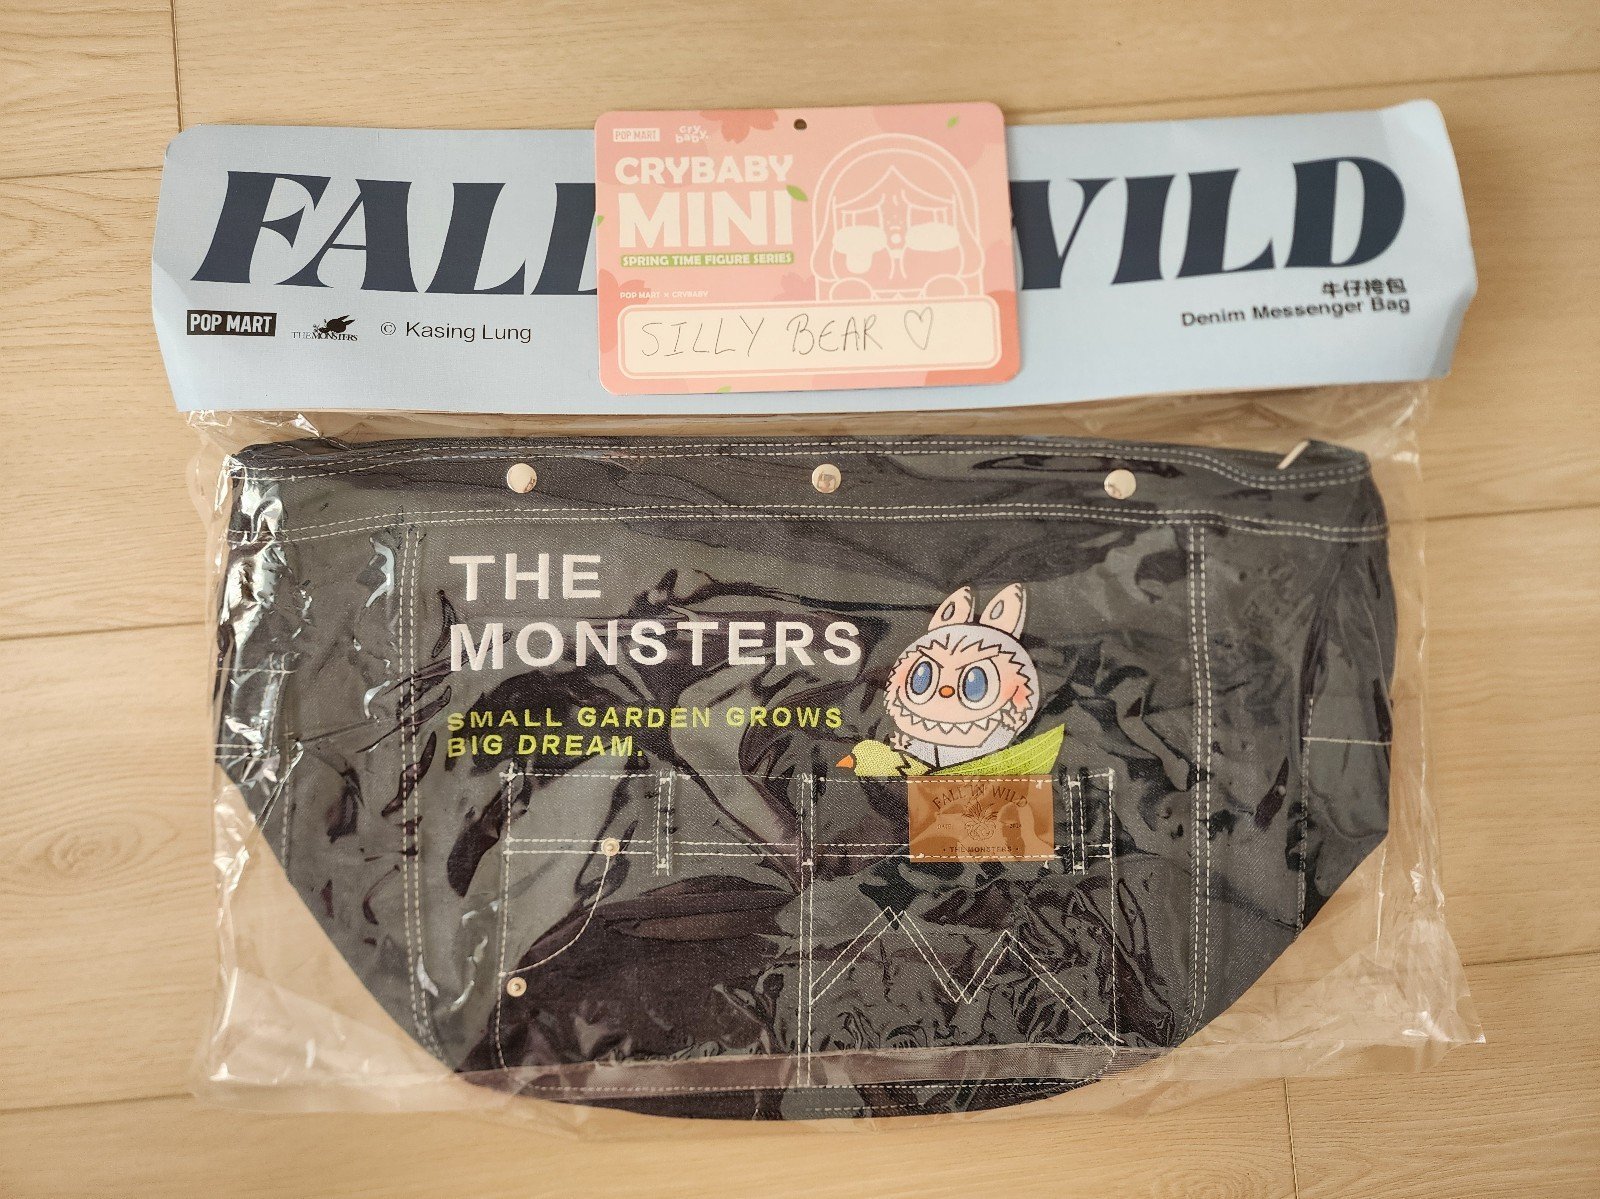 FALL WILD
POP MART
THE MONSTERS
© Kasing Lung
牛仔挎包
Denim Messenger Bag
POP MART
cry baby.
CRYBABY
MINI
SPRING TIME FIGURE SERIES
POP MART × CRYBABY
SILLY BEAR ♡
THE
MONSTERS
SMALL GARDEN GROWS
BIG DREAM.
FALL IN WILD
THE MONSTERS